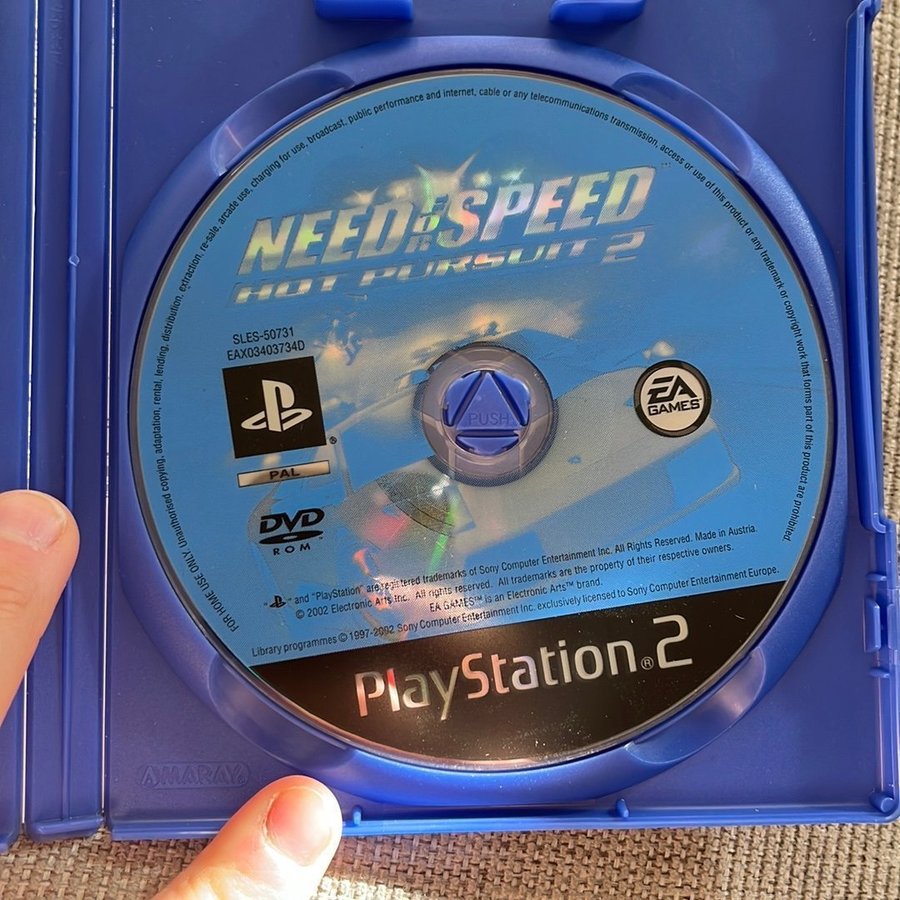 FOR HOME USE ONLY. Unauthorised copying, adaptation, rental, lending, distribution, extraction, re-sale, arcade use, charging for use, broadcast, public performance and internet, cable or any telecommunications transmission, access or use of this product or any trademark or copyright work that forms part of this product are prohibited.
NEED FOR SPEED
HOT PURSUIT 2
SLES-50731
EAX03403734D
PUSH
EA
GAMES™
®
PAL
DVD
ROM
" " and "PlayStation" are registered trademarks of Sony Computer Entertainment Inc. All Rights Reserved. Made in Austria.
© 2002 Electronic Arts Inc. All rights reserved. All trademarks are the property of their respective owners.
EA GAMES™ is an Electronic Arts™ brand.
Library programmes © 1997-2002 Sony Computer Entertainment Inc. exclusively licensed to Sony Computer Entertainment Europe.
PlayStation®2
AMARAY